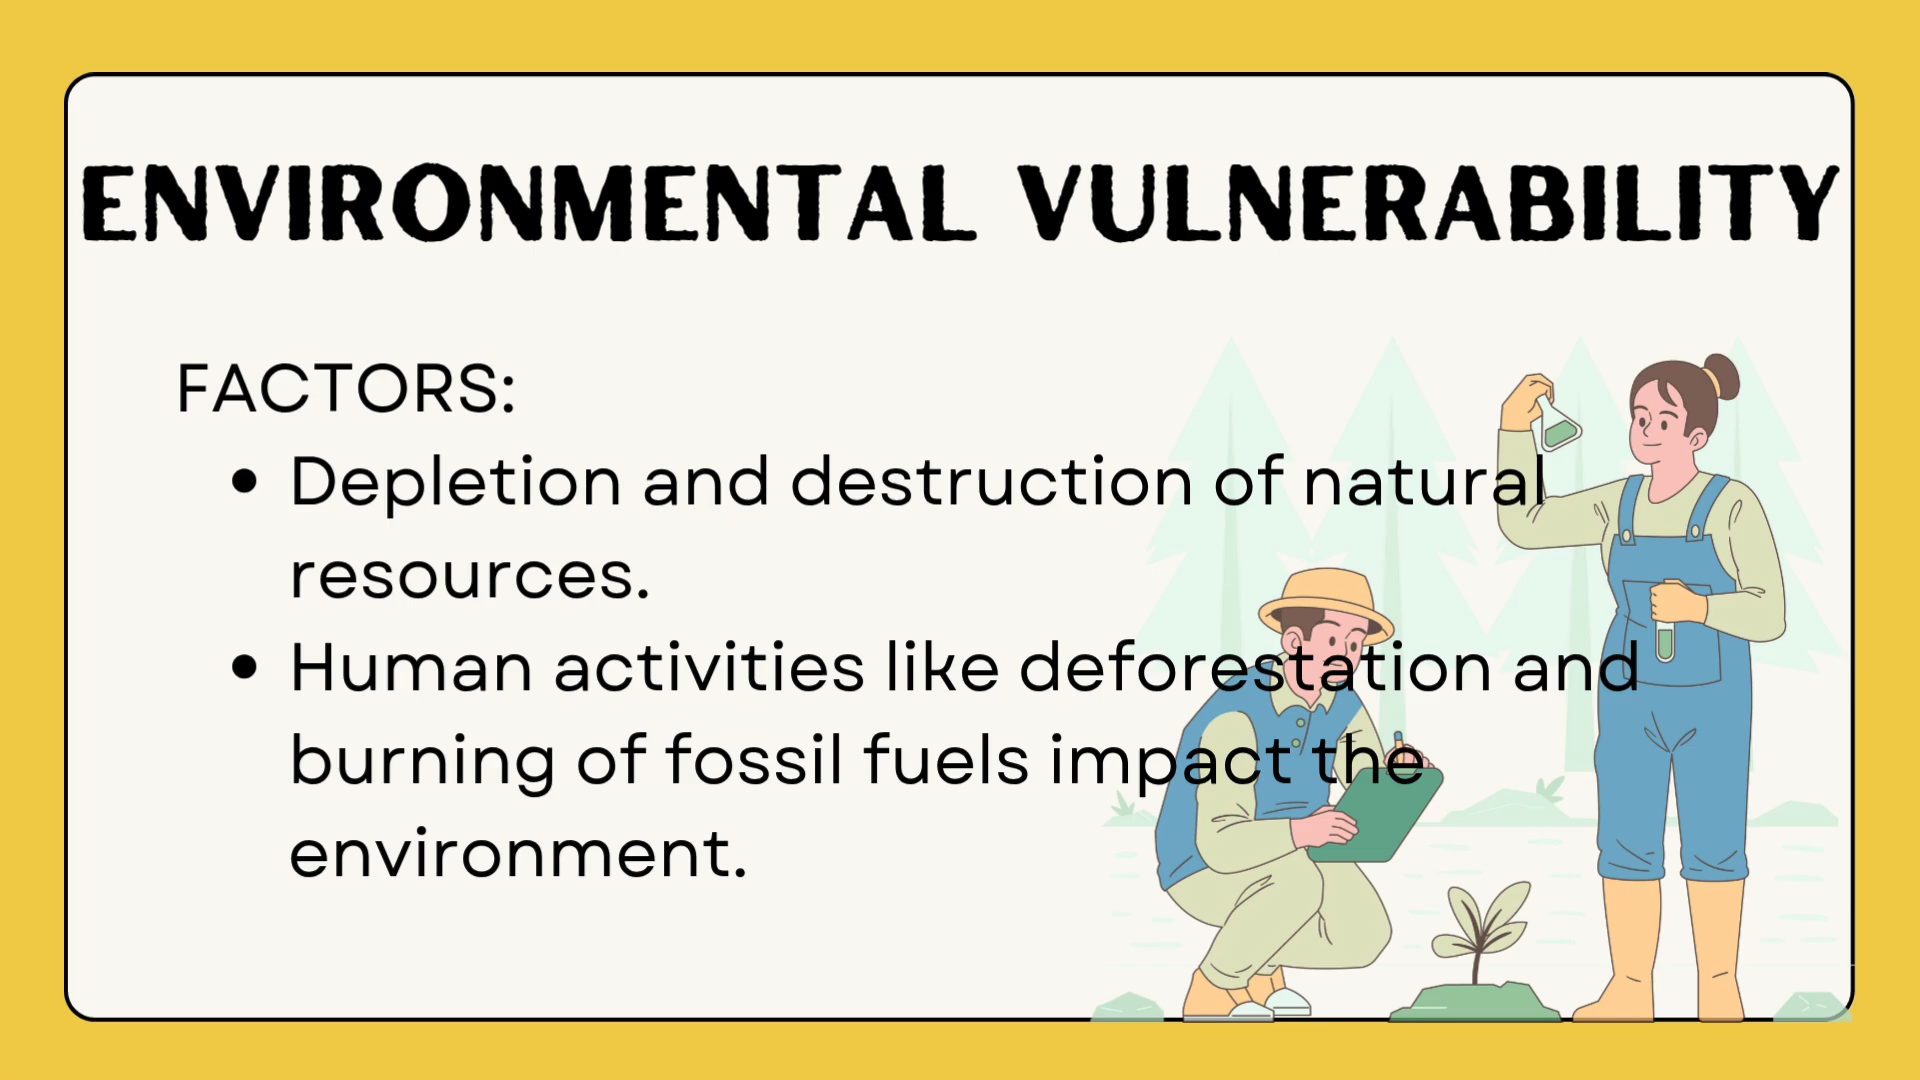 ENVIRONMENTAL VULNERABILITY
FACTORS:
• Depletion and destruction of natural
resources.
• Human activities like deforestation and
burning of fossil fuels impact the
environment.